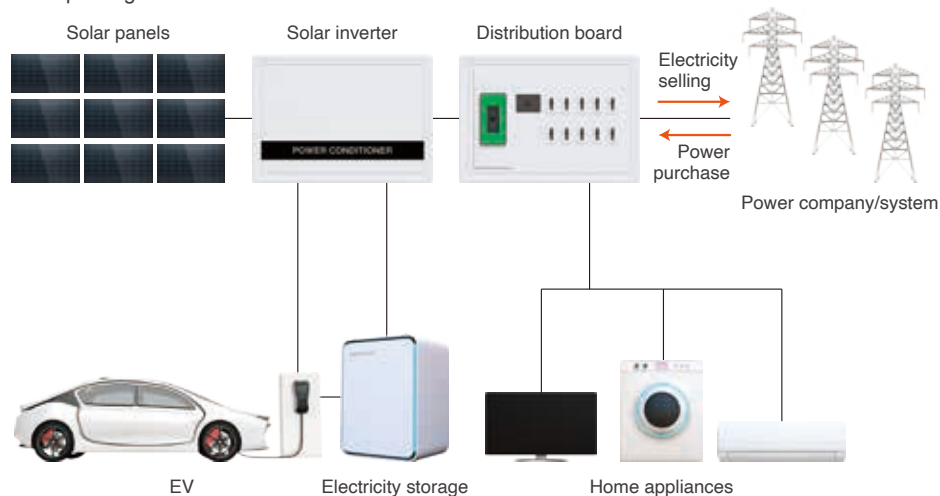 Solar panels
Solar inverter
Distribution board
Electricity
selling
POWER CONDITIONER
Power
purchase
Power company/system
EV
Electricity storage
Home appliances